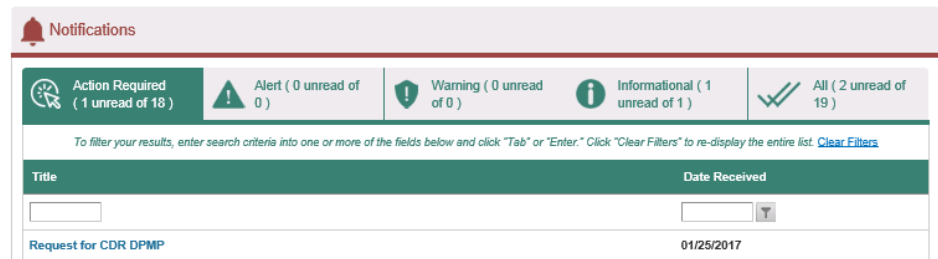 Notifications
Action Required
( 1 unread of 18 )
Alert ( 0 unread of
0 )
Warning ( 0 unread
of 0 )
Informational ( 1
unread of 1 )
All ( 2 unread of
19 )
To filter your results, enter search criteria into one or more of the fields below and click "Tab" or "Enter." Click "Clear Filters" to re-display the entire list. Clear Filters
Title Date Received
Request for CDR DPMP 01/25/2017